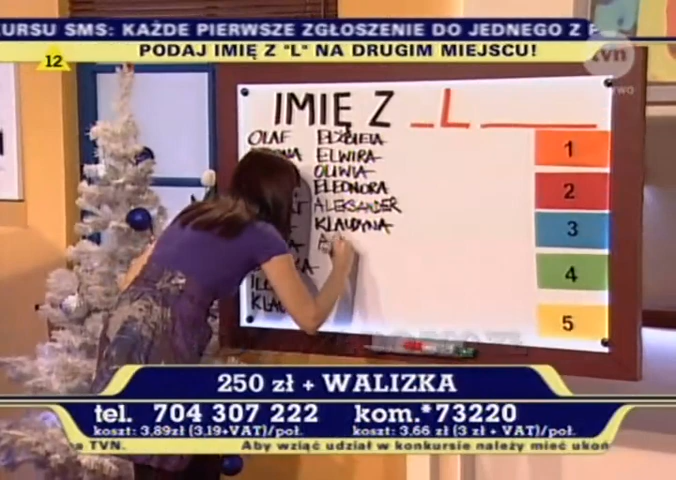 KURSU SMS: KAŻDE PIERWSZE ZGŁOSZENIE DO JEDNEGO Z
PODAJ IMIĘ Z "L" NA DRUGIM MIEJSCU!
12
tvn
IMIĘ Z _L______
OLAF
ELŻBIETA
ELWIRA
OLIWIA
ELEONORA
ALEKSANDER
KLAUDYNA
1
2
3
4
5
250 zł + WALIZKA
tel. 704 307 222
koszt: 3,89zł (3,19+VAT)/poł.
kom.*73220
koszt: 3,66 zł (3 zł + VAT)/poł.
TVN.
Aby wziąć udział w konkursie należy mieć